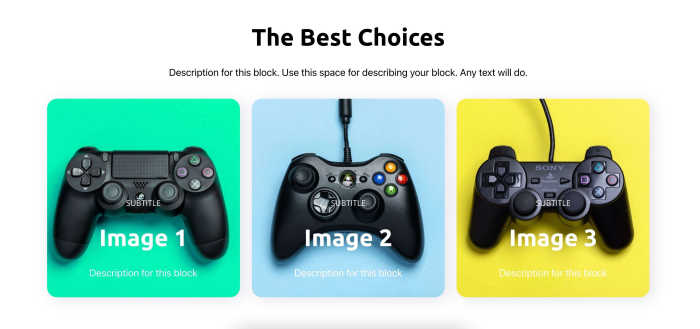 The Best Choices
Description for this block. Use this space for describing your block. Any text will do.
SONY
SUBTITLE
SUBTITLE
SUBTITLE
Image 1
Image 2
Image 3
Description for this block
Description for this block
Description for this block